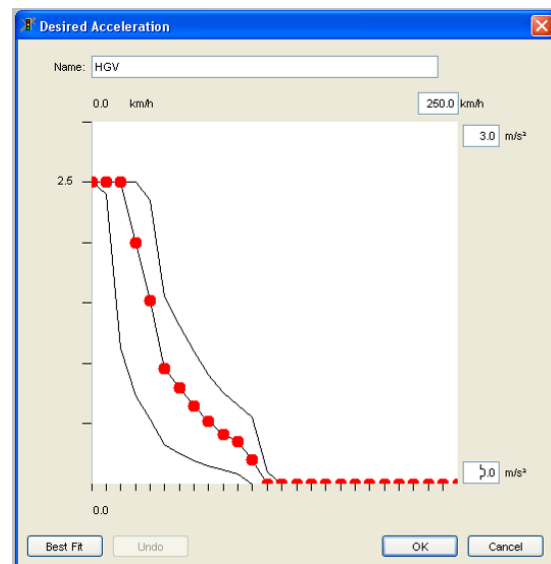 Desired Acceleration
Name: HGV
0.0 km/h 250.0 km/h
3.0 m/s²
2.5
0.0 m/s²
0.0
Best Fit Undo OK Cancel